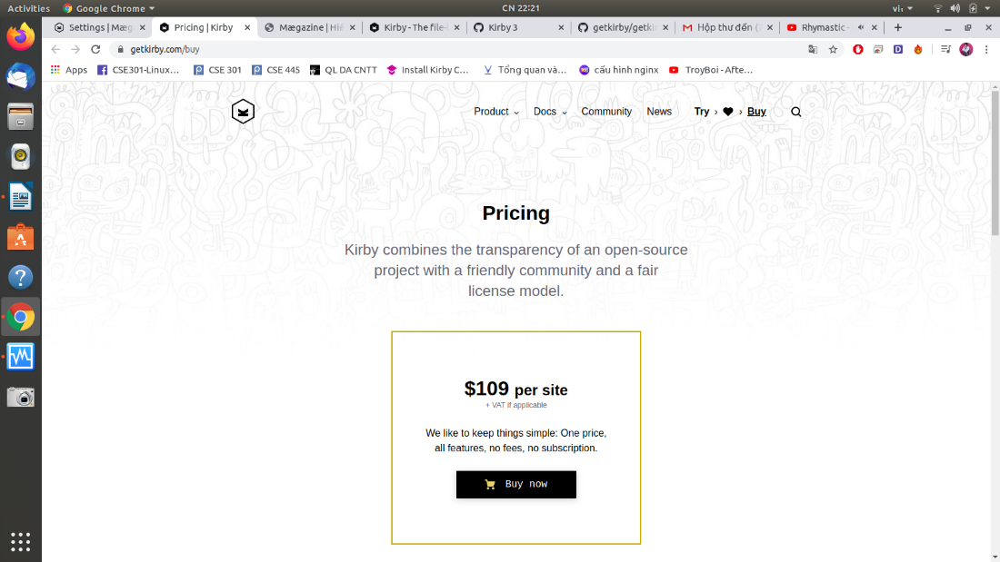 Activities
Google Chrome
CN 22:21
vi₁
Settings | Mæg
Pricing | Kirby
Mægazine | Hi
Kirby - The file-
Kirby 3
getkirby/getki
Hộp thư đến (
Rhymastic -
getkirby.com/buy
Apps
CSE301-Linux…
CSE 301
CSE 445
QL DA CNTT
Install Kirby C…
Tổng quan và…
cấu hình nginx
TroyBoi - Afte…
Product
Docs
Community
News
Try › ♥ › Buy
Pricing
Kirby combines the transparency of an open-source
project with a friendly community and a fair
license model.
$109 per site
+ VAT if applicable
We like to keep things simple: One price,
all features, no fees, no subscription.
Buy now